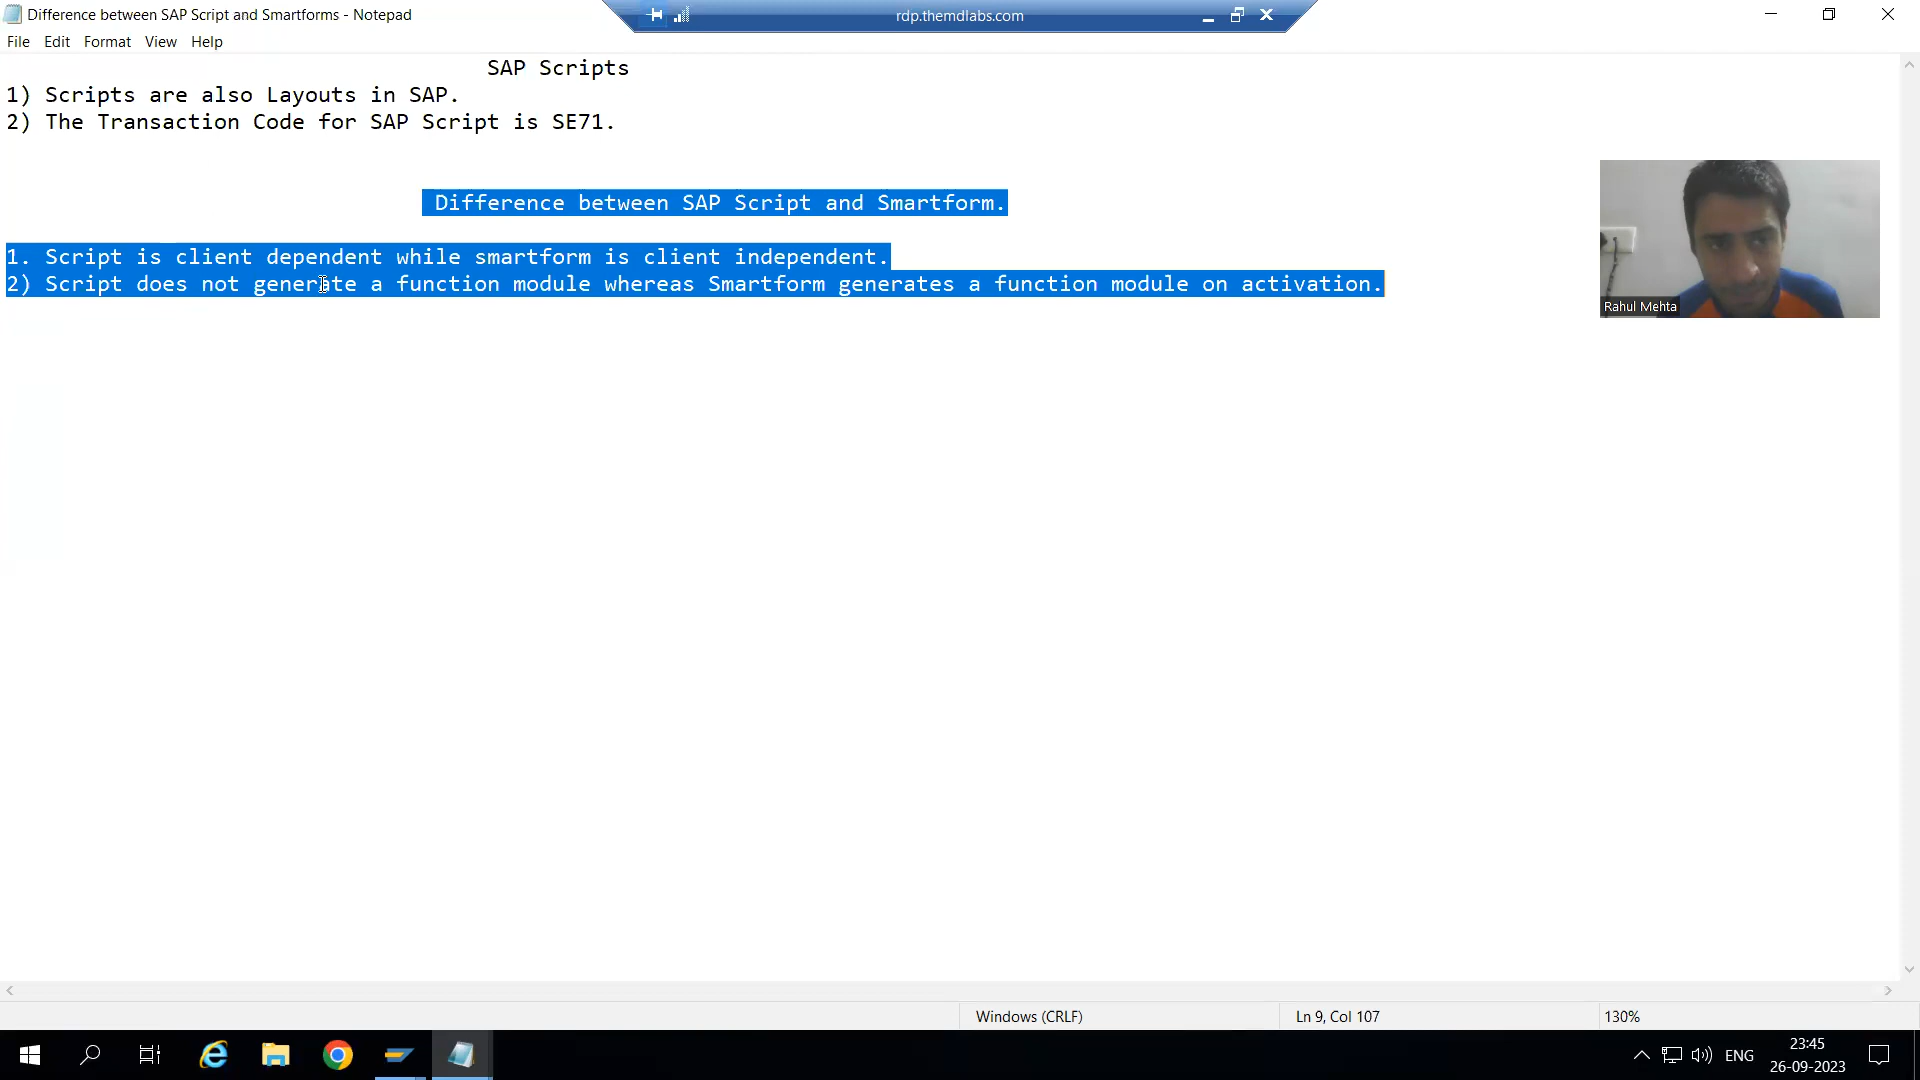 Difference between SAP Script and Smartforms - Notepad
rdp.themdlabs.com
File Edit Format View Help
SAP Scripts
1) Scripts are also Layouts in SAP.
2) The Transaction Code for SAP Script is SE71.
Difference between SAP Script and Smartform.
1. Script is client dependent while smartform is client independent.
2) Script does not generate a function module whereas Smartform generates a function module on activation.
Rahul Mehta
Windows (CRLF)
Ln 9, Col 107
130%
ENG
23:45
26-09-2023